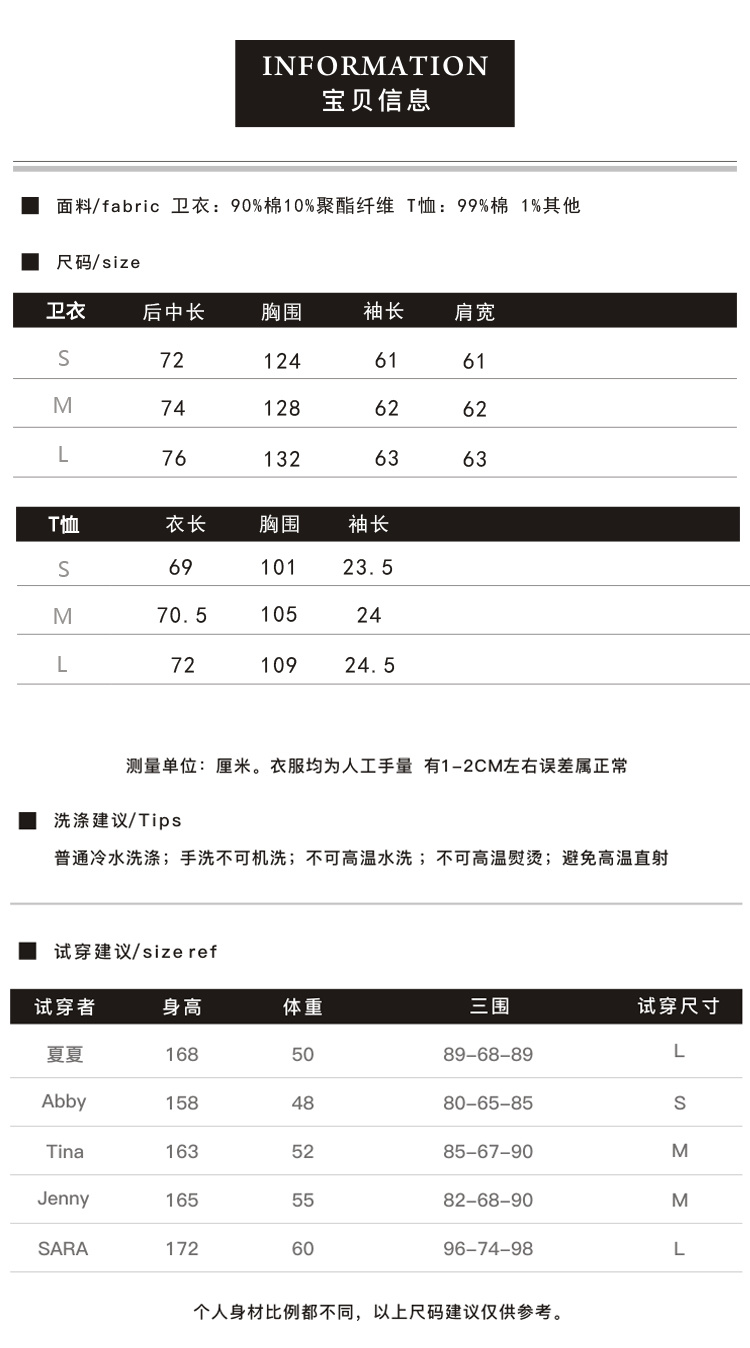 INFORMATION
宝贝信息
面料/fabric 卫衣：90%棉10%聚酯纤维 T恤：99%棉 1%其他
尺码/size
卫衣 后中长 胸围 袖长 肩宽
S 72 124 61 61
M 74 128 62 62
L 76 132 63 63
T恤 衣长 胸围 袖长
S 69 101 23.5
M 70.5 105 24
L 72 109 24.5
测量单位：厘米。衣服均为人工手量 有1-2CM左右误差属正常
洗涤建议/Tips
普通冷水洗涤；手洗不可机洗；不可高温水洗；不可高温熨烫；避免高温直射
试穿建议/size ref
试穿者 身高 体重 三围 试穿尺寸
夏夏 168 50 89-68-89 L
Abby 158 48 80-65-85 S
Tina 163 52 85-67-90 M
Jenny 165 55 82-68-90 M
SARA 172 60 96-74-98 L
个人身材比例都不同，以上尺码建议仅供参考。